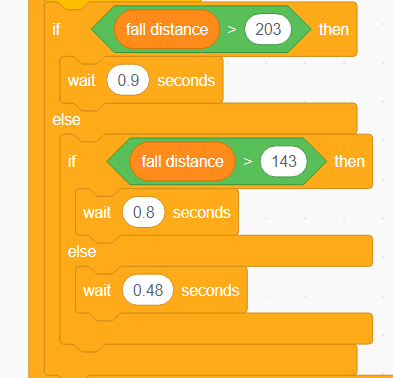 if fall distance > 203 then
wait 0.9 seconds
else
if fall distance > 143 then
wait 0.8 seconds
else
wait 0.48 seconds